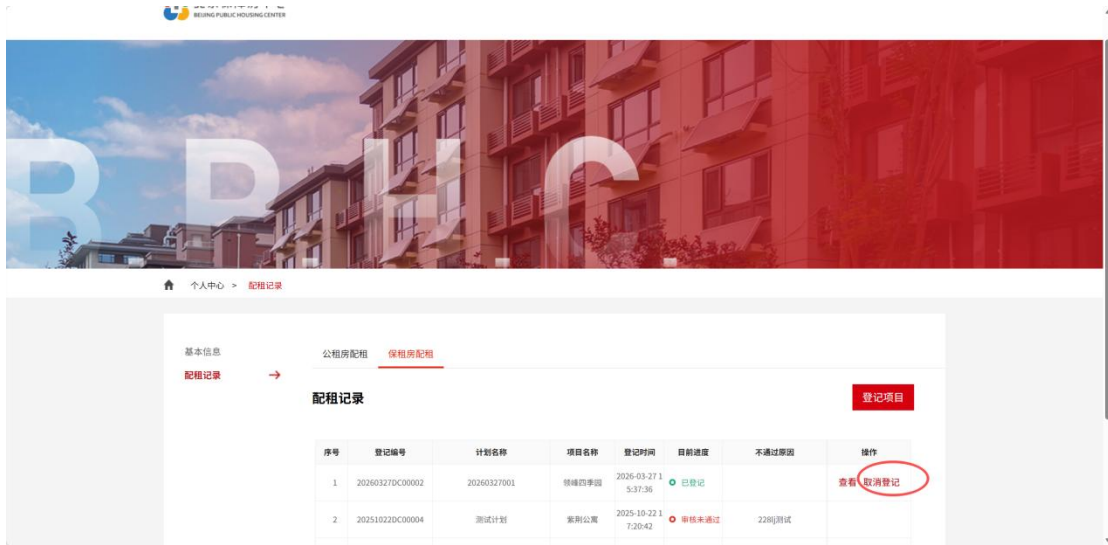 BEIJING PUBLIC HOUSING CENTER
BPHC
个人中心 > 配租记录
基本信息
配租记录
公租房配租 保租房配租
配租记录
登记项目
序号 登记编号 计划名称 项目名称 登记时间 目前进度 不通过原因 操作
1 20260327DC00002 20260327001 领峰四季园 2026-03-27 1
5:37:36 已登记 查看 取消登记
2 20251022DC00004 测试计划 紫荆公寓 2025-10-22 1
7:20:42 审核未通过 228lj测试